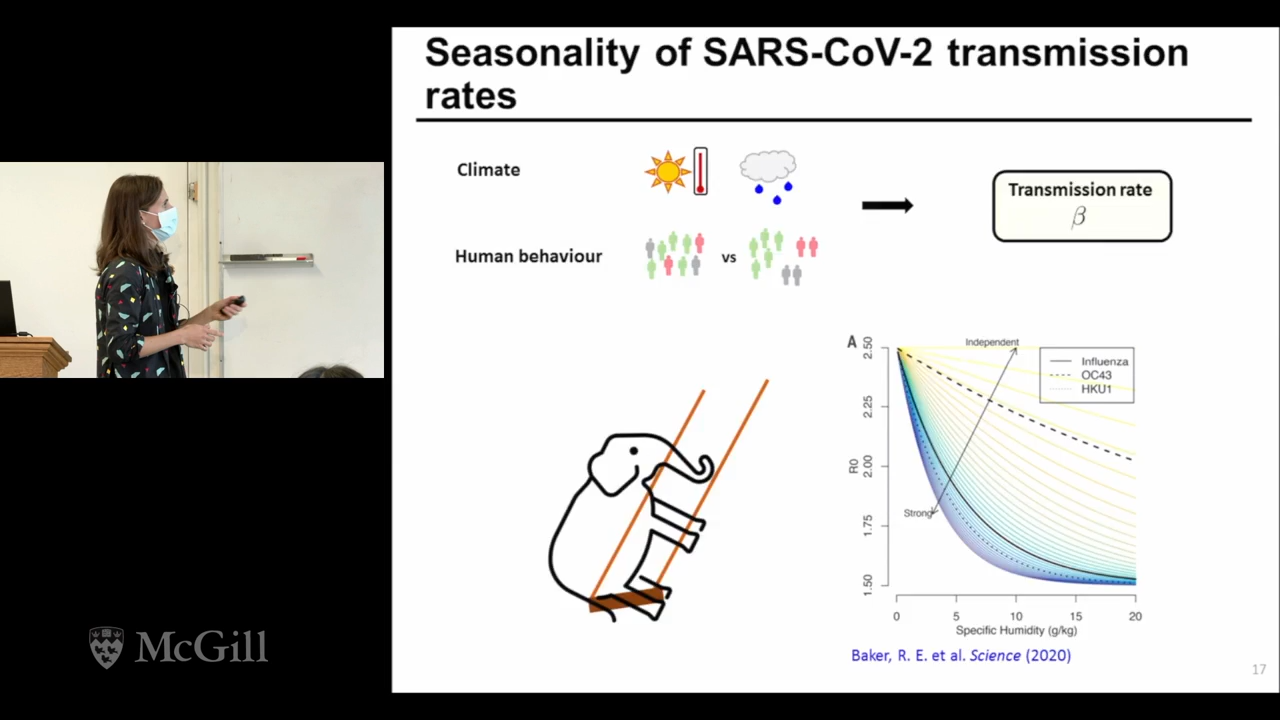 Seasonality of SARS-CoV-2 transmission
rates
Climate
Human behaviour
vs
Transmission rate
β
A
Independent
Influenza
OC43
HKU1
Strong
R0
2.50
2.25
2.00
1.75
1.50
0 5 10 15 20
Specific Humidity (g/kg)
Baker, R. E. et al. Science (2020)
17
McGill